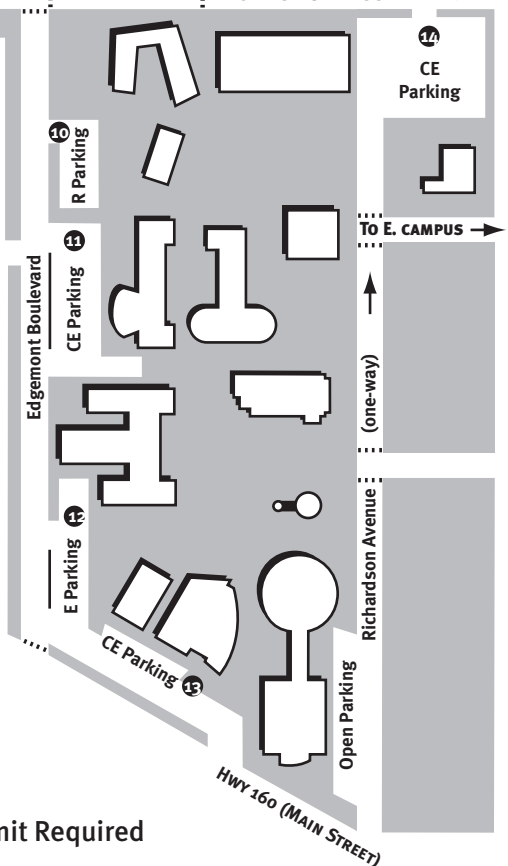 14
CE
Parking
10
R Parking
To E. CAMPUS
11
CE Parking
Edgemont Boulevard
(one-way)
12
E Parking
Richardson Avenue
CE Parking
13
Open Parking
HWY 160 (MAIN STREET)
Required